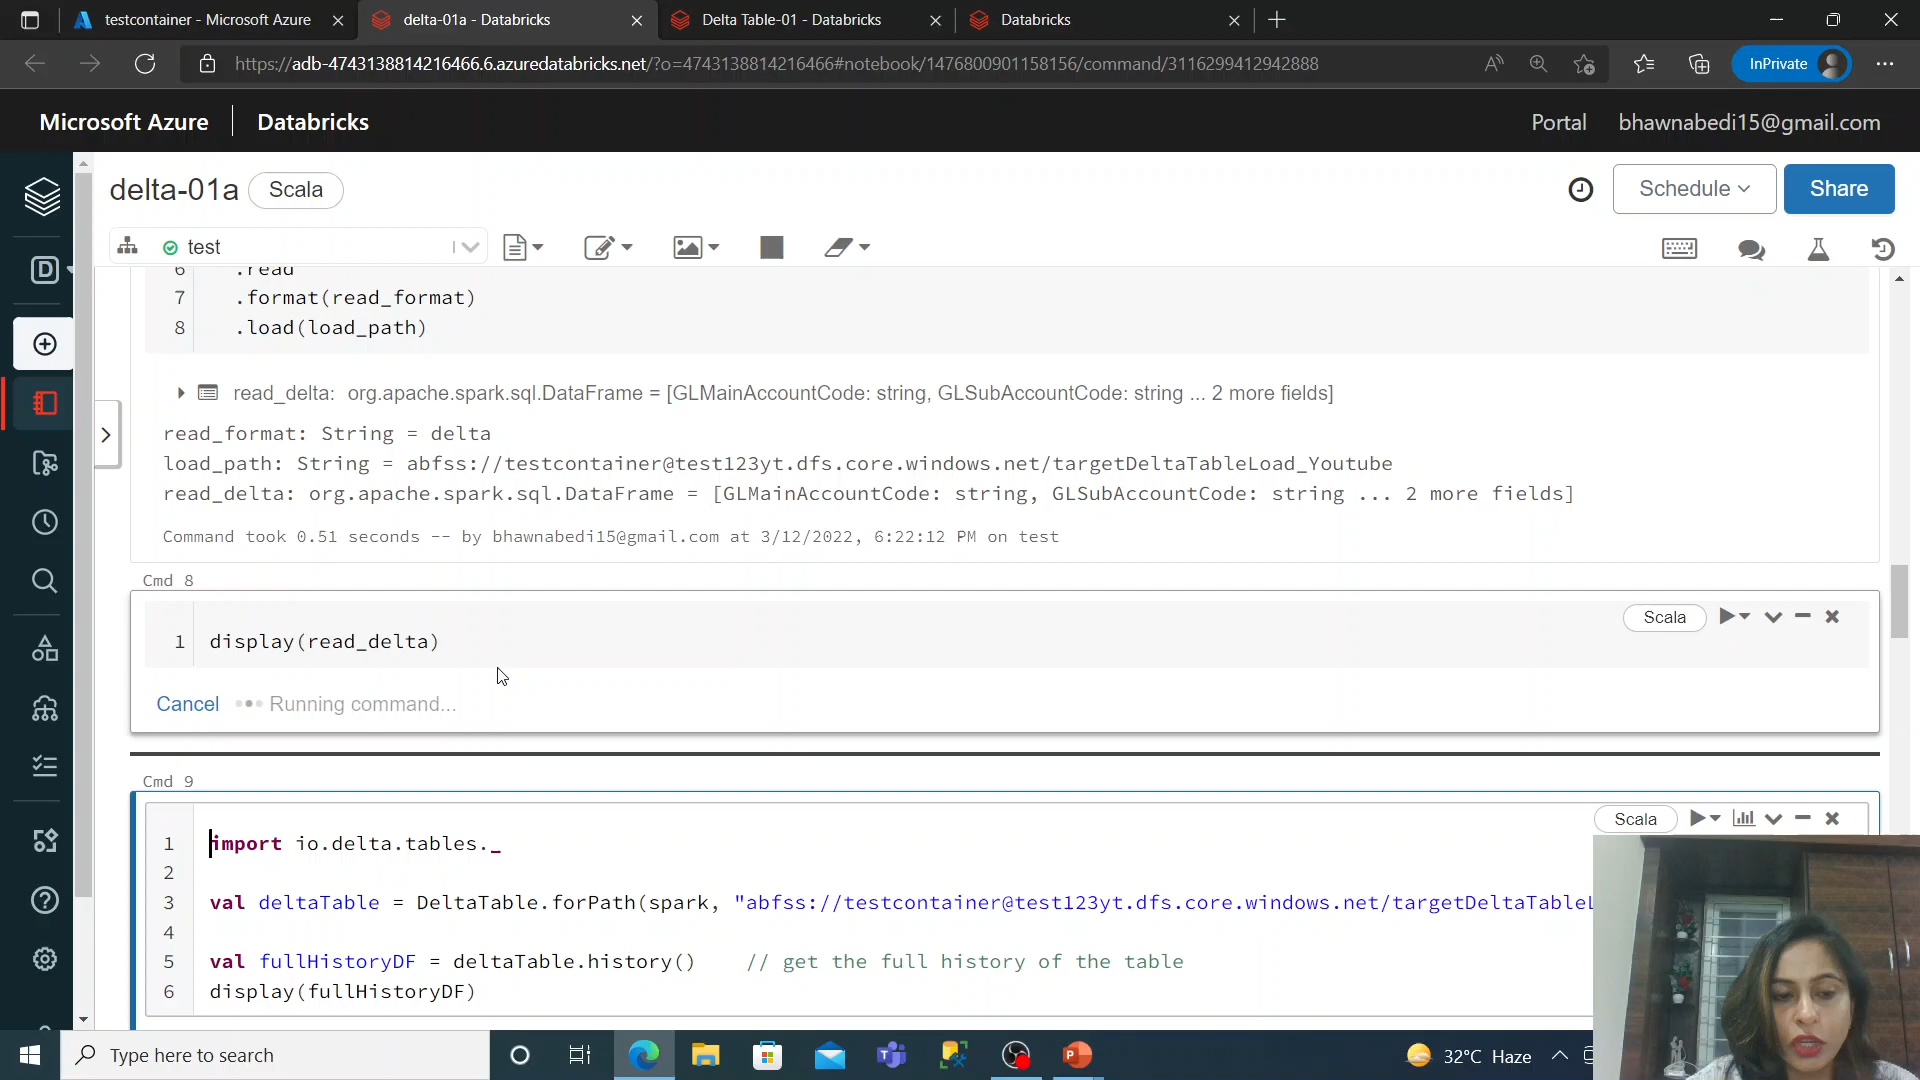 testcontainer - Microsoft Azure
delta-01a - Databricks
Delta Table-01 - Databricks
Databricks
https://adb-4743138814216466.6.azuredatabricks.net/?o=4743138814216466#notebook/1476800901158156/command/3116299412942888
InPrivate
Microsoft Azure
Databricks
Portal
bhawnabedi15@gmail.com
delta-01a
Scala
Schedule
Share
test
D
6 .read
7 .format(read_format)
8 .load(load_path)
read_delta: org.apache.spark.sql.DataFrame = [GLMainAccountCode: string, GLSubAccountCode: string ... 2 more fields]
read_format: String = delta
load_path: String = abfss://testcontainer@test123yt.dfs.core.windows.net/targetDeltaTableLoad_Youtube
read_delta: org.apache.spark.sql.DataFrame = [GLMainAccountCode: string, GLSubAccountCode: string ... 2 more fields]
Command took 0.51 seconds -- by bhawnabedi15@gmail.com at 3/12/2022, 6:22:12 PM on test
Cmd 8
Scala
1 display(read_delta)
Cancel ••• Running command...
Cmd 9
Scala
1 import io.delta.tables._
2
3 val deltaTable = DeltaTable.forPath(spark, "abfss://testcontainer@test123yt.dfs.core.windows.net/targetDeltaTableL
4
5 val fullHistoryDF = deltaTable.history() // get the full history of the table
6 display(fullHistoryDF)
Type here to search
32°C Haze